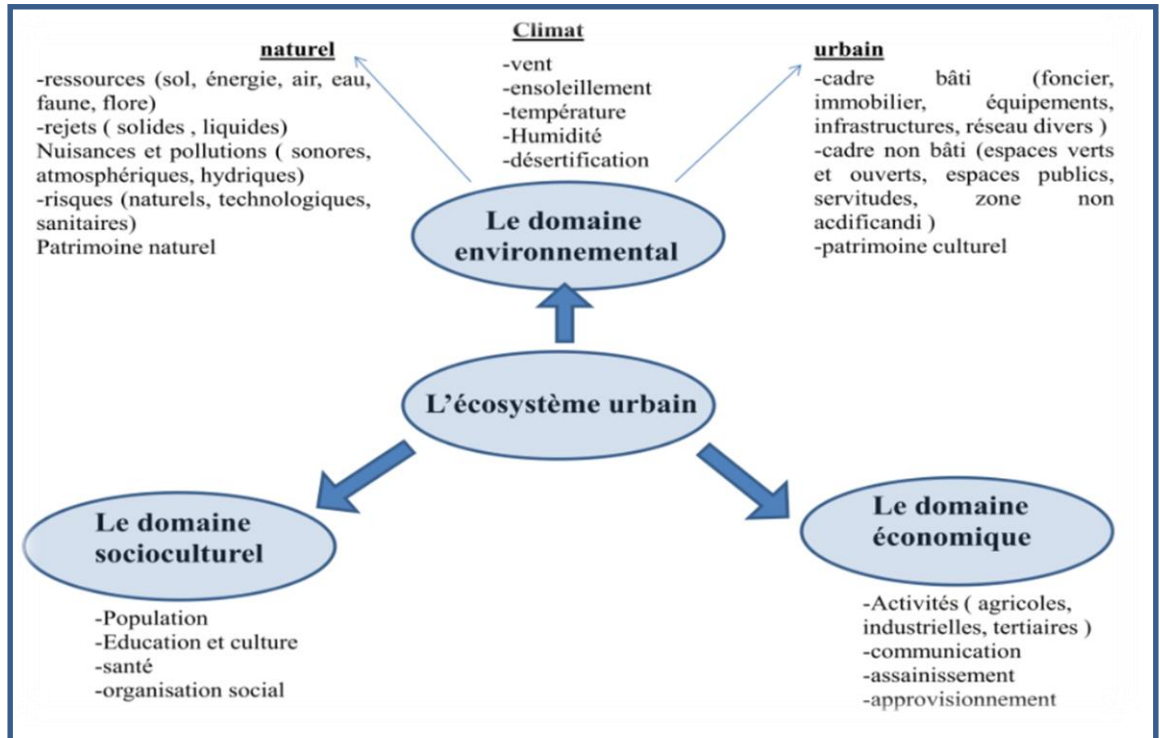 naturel
-ressources (sol, énergie, air, eau,
faune, flore)
-rejets ( solides , liquides)
Nuisances et pollutions ( sonores,
atmosphériques, hydriques)
-risques (naturels, technologiques,
sanitaires)
Patrimoine naturel
Climat
-vent
-ensoleillement
-température
-Humidité
-désertification
urbain
-cadre bâti (foncier,
immobilier, équipements,
infrastructures, réseau divers )
-cadre non bâti (espaces verts
et ouverts, espaces publics,
servitudes, zone non
acdificandi )
-patrimoine culturel
Le domaine
environnemental
L’écosystème urbain
Le domaine
socioculturel
-Population
-Education et culture
-santé
-organisation social
Le domaine
économique
-Activités ( agricoles,
industrielles, tertiaires )
-communication
-assainissement
-approvisionnement